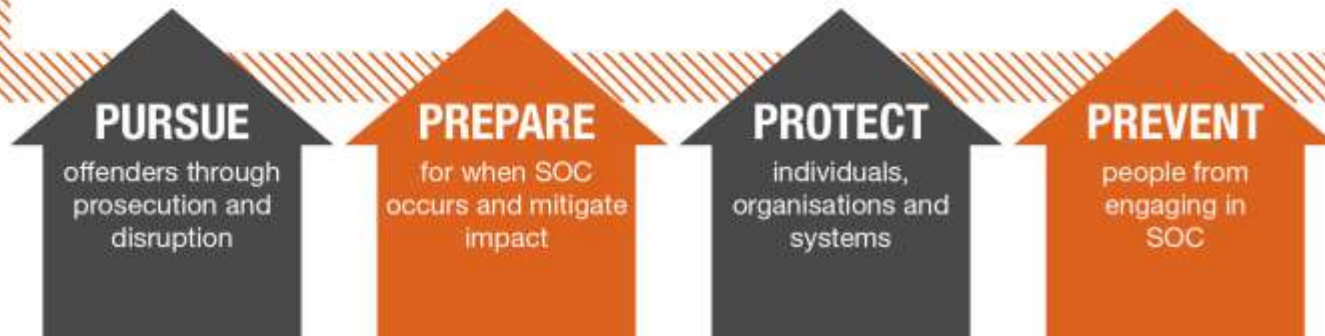 PURSUE
offenders through
prosecution and
disruption
PREPARE
for when SOC
occurs and mitigate
impact
PROTECT
individuals,
organisations and
systems
PREVENT
people from
engaging in
SOC